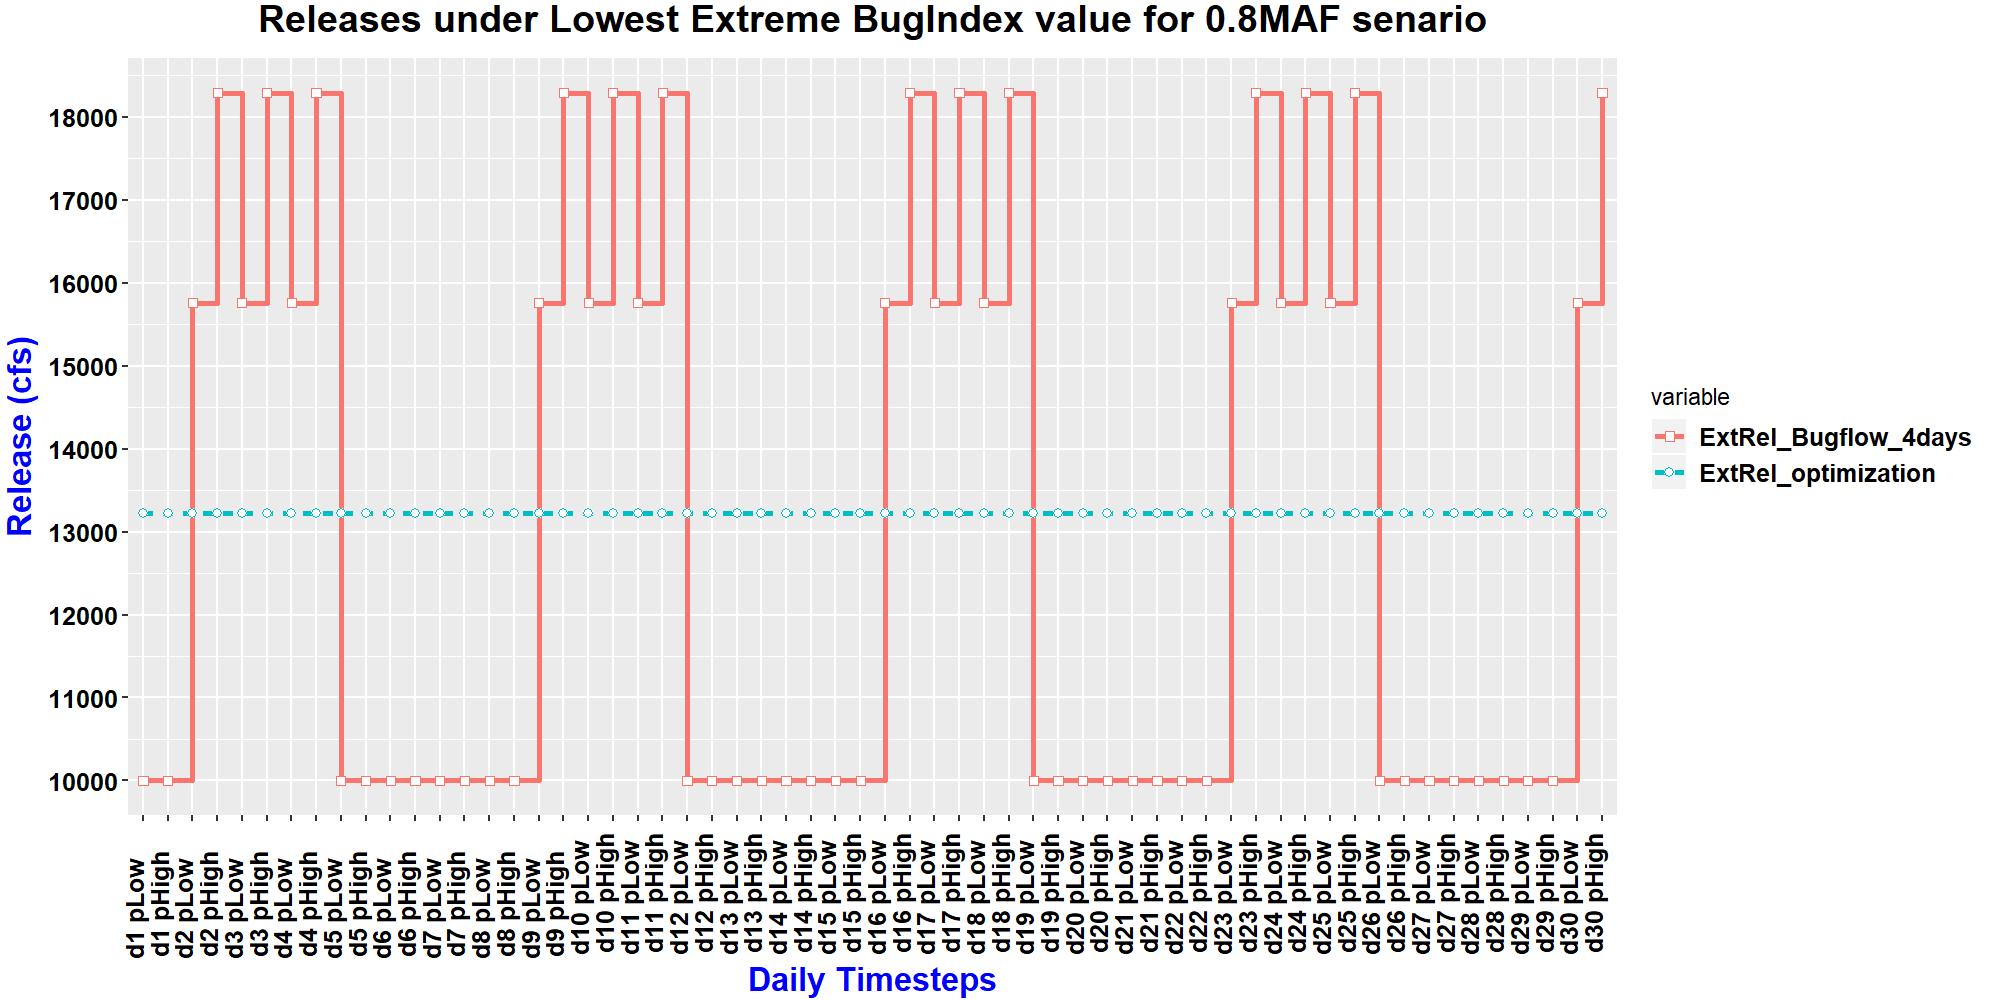 Releases under Lowest Extreme BugIndex value for 0.8MAF senario
Release (cfs)
18000
17000
16000
15000
14000
13000
12000
11000
10000
d1 pLow
d1 pHigh
d2 pLow
d2 pHigh
d3 pLow
d3 pHigh
d4 pLow
d4 pHigh
d5 pLow
d5 pHigh
d6 pLow
d6 pHigh
d7 pLow
d7 pHigh
d8 pLow
d8 pHigh
d9 pLow
d9 pHigh
d10 pLow
d10 pHigh
d11 pLow
d11 pHigh
d12 pLow
d12 pHigh
d13 pLow
d13 pHigh
d14 pLow
d14 pHigh
d15 pLow
d15 pHigh
d16 pLow
d16 pHigh
d17 pLow
d17 pHigh
d18 pLow
d18 pHigh
d19 pLow
d19 pHigh
d20 pLow
d20 pHigh
d21 pLow
d21 pHigh
d22 pLow
d22 pHigh
d23 pLow
d23 pHigh
d24 pLow
d24 pHigh
d25 pLow
d25 pHigh
d26 pLow
d26 pHigh
d27 pLow
d27 pHigh
d28 pLow
d28 pHigh
d29 pLow
d29 pHigh
d30 pLow
d30 pHigh
Daily Timesteps
variable
ExtRel_Bugflow_4days
ExtRel_optimization